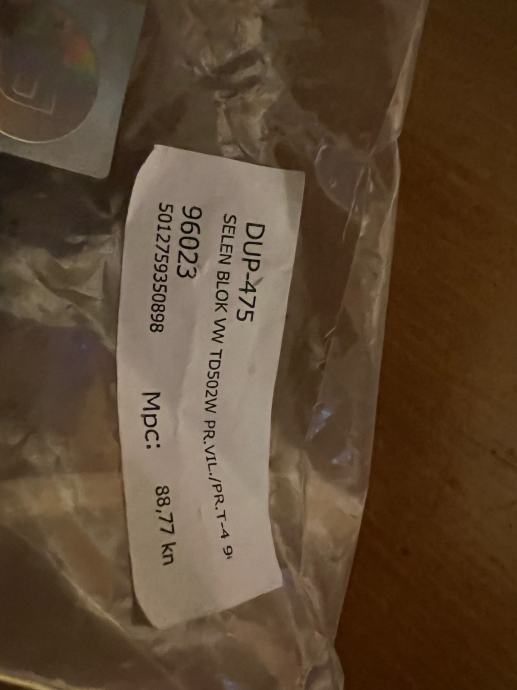 DUP-475
SELEN BLOK VW TD502W PR.VIL./PR.T-4 9
96023
5012759350898 Mpc: 88,77 kn